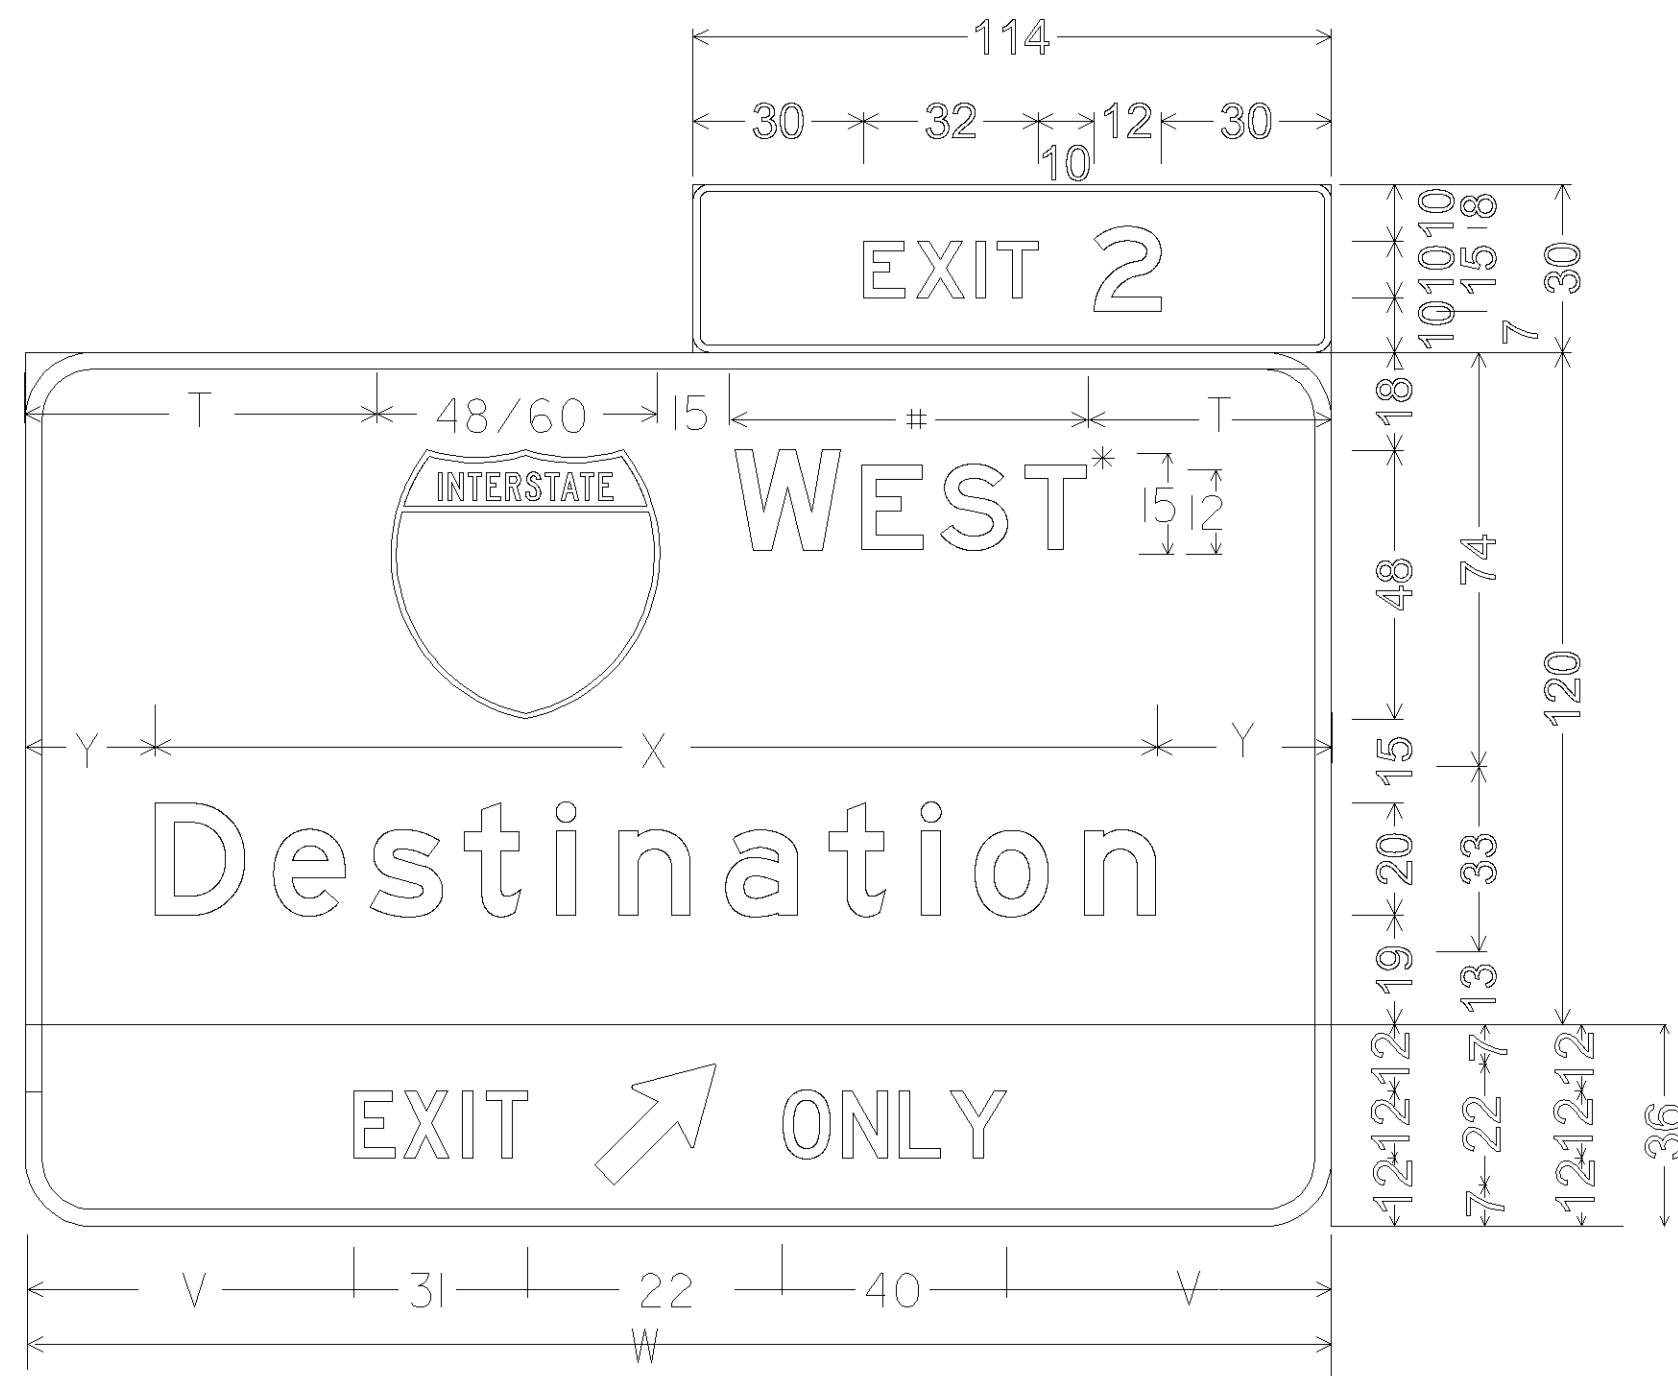 114
30 32 12 30
10
EXIT 2
10 8
10 15 30
10 7
T 48/60 15 # T
18
INTERSTATE WEST*
15 12
48 74
120
Y X Y
15
Destination
20 33
19 13
12 7 12
EXIT ONLY
12 22 12 36
12 7 12
V 31 22 40 V
W